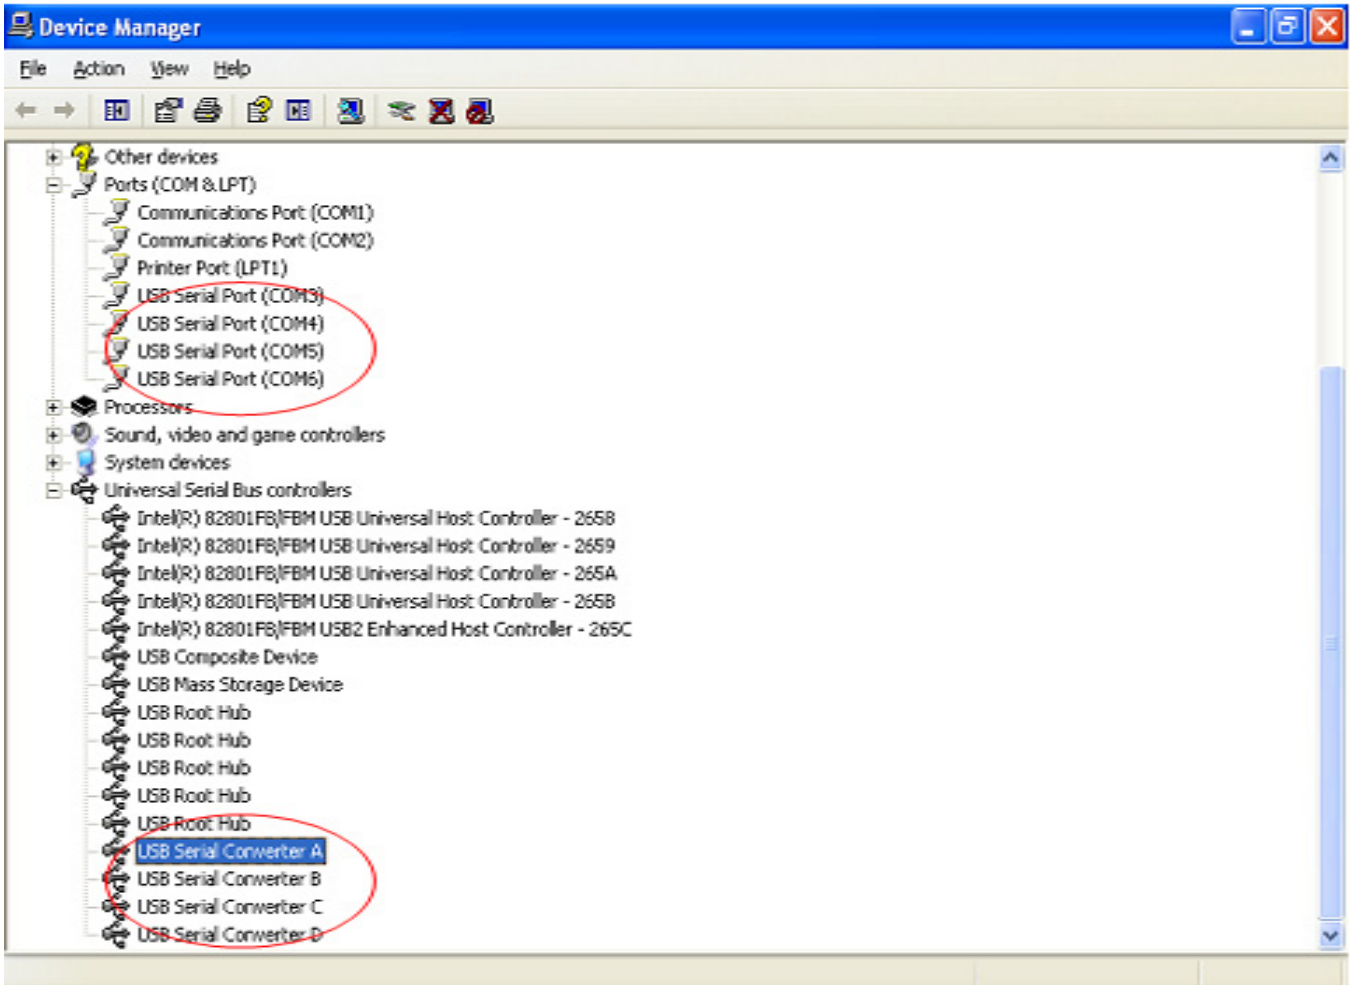 Device Manager
File Action View Help
Other devices
Ports (COM & LPT)
Communications Port (COM1)
Communications Port (COM2)
Printer Port (LPT1)
USB Serial Port (COM3)
USB Serial Port (COM4)
USB Serial Port (COM5)
USB Serial Port (COM6)
Processors
Sound, video and game controllers
System devices
Universal Serial Bus controllers
Intel(R) 82801FB/FBM USB Universal Host Controller - 2658
Intel(R) 82801FB/FBM USB Universal Host Controller - 2659
Intel(R) 82801FB/FBM USB Universal Host Controller - 265A
Intel(R) 82801FB/FBM USB Universal Host Controller - 265B
Intel(R) 82801FB/FBM USB2 Enhanced Host Controller - 265C
USB Composite Device
USB Mass Storage Device
USB Root Hub
USB Root Hub
USB Root Hub
USB Root Hub
USB Root Hub
USB Serial Converter A
USB Serial Converter B
USB Serial Converter C
USB Serial Converter D